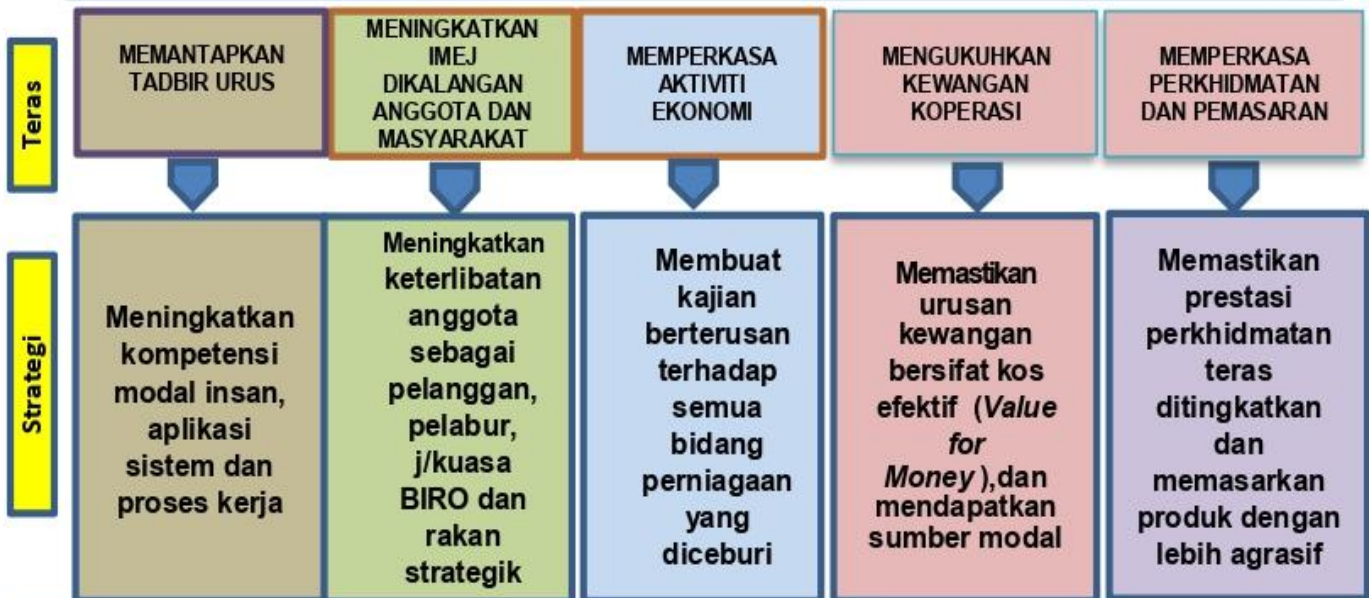 Teras
MEMANTAPKAN
TADBIR URUS
MENINGKATKAN
IMEJ
DIKALANGAN
ANGGOTA DAN
MASYARAKAT
MEMPERKASA
AKTIVITI
EKONOMI
MENGUKUHKAN
KEWANGAN
KOPERASI
MEMPERKASA
PERKHIDMATAN
DAN PEMASARAN
Strategi
Meningkatkan
kompetensi
modal insan,
aplikasi
sistem dan
proses kerja
Meningkatkan
keterlibatan
anggota
sebagai
pelanggan,
pelabur,
j/kuasa
BIRO dan
rakan
strategik
Membuat
kajian
berterusan
terhadap
semua
bidang
perniagaan
yang
diceburi
Memastikan
urusan
kewangan
bersifat kos
efektif (Value
for
Money ),dan
mendapatkan
sumber modal
Memastikan
prestasi
perkhidmatan
teras
ditingkatkan
dan
memasarkan
produk dengan
lebih agrasif